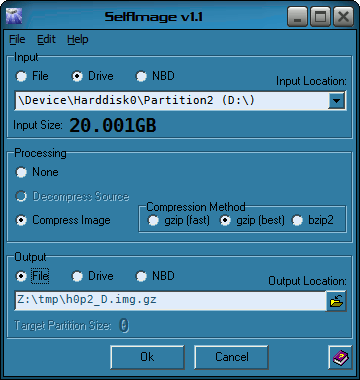 SelfImage v1.1
File Edit Help
Input
File Drive NBD
Input Location:
\Device\Harddisk0\Partition2 (D:\)
Input Size: 20.001GB
Processing
None
Decompress Source
Compress Image
Compression Method
gzip (fast) gzip (best) bzip2
Output
File Drive NBD
Output Location:
Z:\tmp\h0p2_D.img.gz
Target Partition Size: 0
Ok Cancel